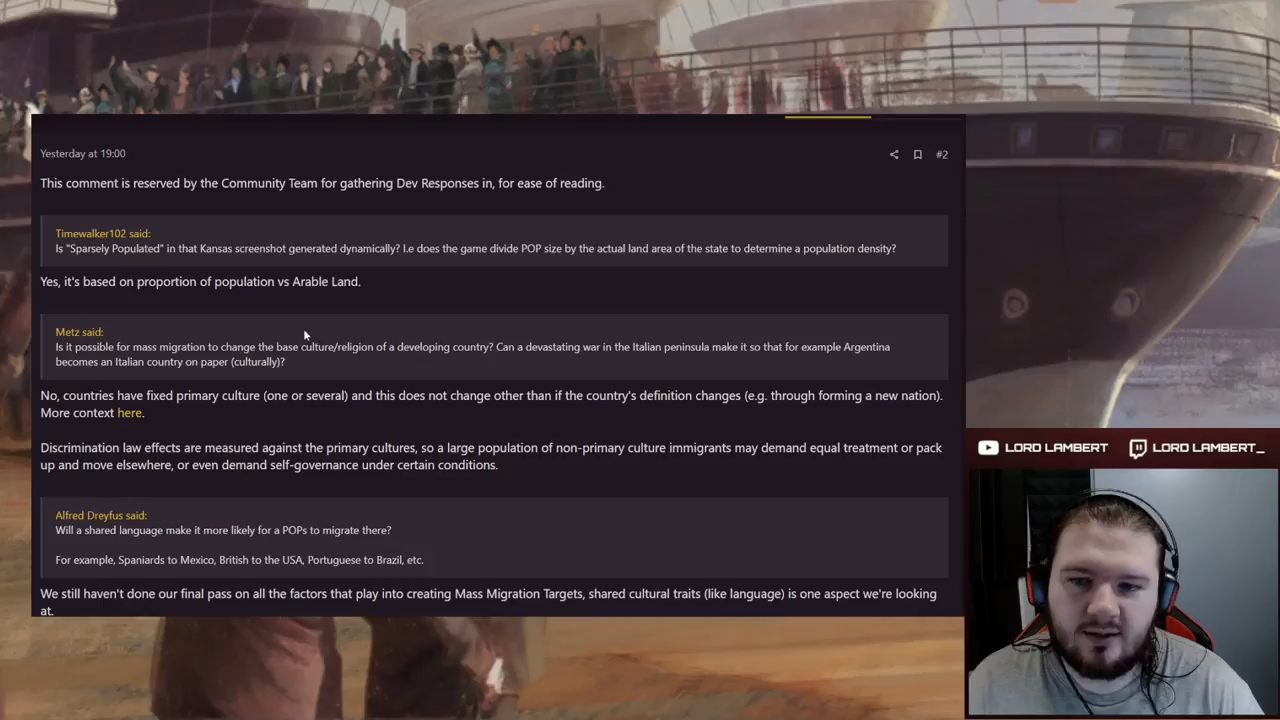 Yesterday at 19:00
#2
This comment is reserved by the Community Team for gathering Dev Responses in, for ease of reading.
Timewalker102 said:
Is "Sparsely Populated" in that Kansas screenshot generated dynamically? I.e does the game divide POP size by the actual land area of the state to determine a population density?
Yes, it's based on proportion of population vs Arable Land.
Metz said:
Is it possible for mass migration to change the base culture/religion of a developing country? Can a devastating war in the Italian peninsula make it so that for example Argentina
becomes an Italian country on paper (culturally)?
No, countries have fixed primary culture (one or several) and this does not change other than if the country's definition changes (e.g. through forming a new nation).
More context here.
Discrimination law effects are measured against the primary cultures, so a large population of non-primary culture immigrants may demand equal treatment or pack
up and move elsewhere, or even demand self-governance under certain conditions.
LORD LAMBERT LORD LAMBERT_
Alfred Dreyfus said:
Will a shared language make it more likely for a POPs to migrate there?
For example, Spaniards to Mexico, British to the USA, Portuguese to Brazil, etc.
We still haven't done our final pass on all the factors that play into creating Mass Migration Targets, shared cultural traits (like language) is one aspect we're looking
at.